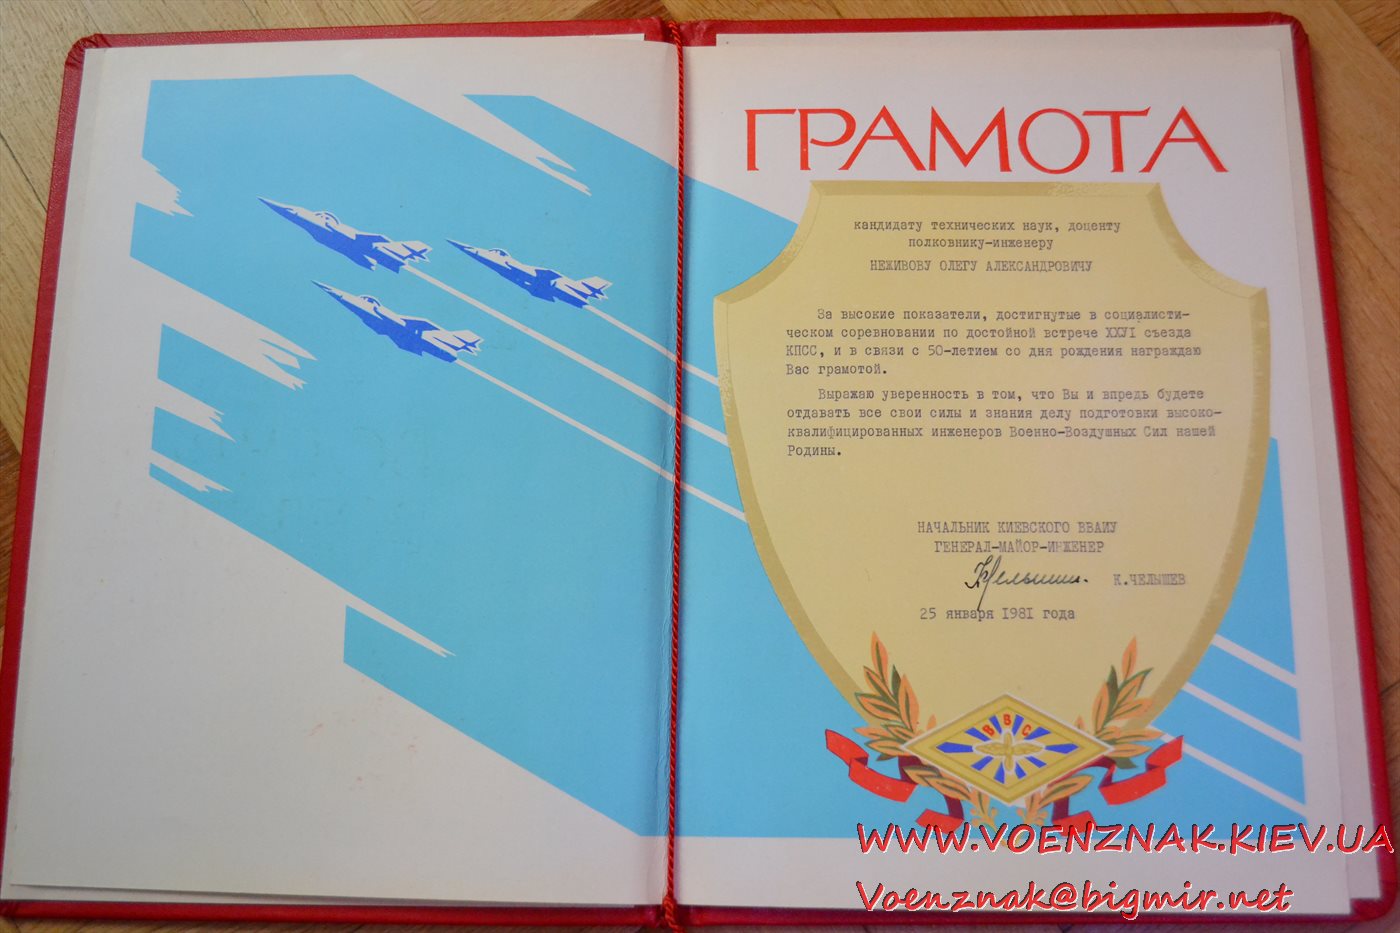 ГРАМОТА
кандидату технических наук, доценту
полковнику-инженеру
НЕЖИВОВУ ОЛЕГУ АЛЕКСАНДРОВИЧУ
За высокие показатели, достигнутые в социалисти-
ческом соревновании по достойной встрече ХХУІ съезда
КПСС, и в связи с 50-летием со дня рождения награждаю
Вас грамотой.
Выражаю уверенность в том, что Вы и впредь будете
отдавать все свои силы и знания делу подготовки высоко-
квалифицированных инженеров Военно-Воздушных Сил нашей
Родины.
НАЧАЛЬНИК КИЕВСКОГО ВВАИУ
ГЕНЕРАЛ-МАЙОР-ИНЖЕНЕР
К.ЧЕЛЫШЕВ
25 января 1981 года
ВВС
WWW.VOENZNAK.KIEV.UA
Voenznak@bigmir.net